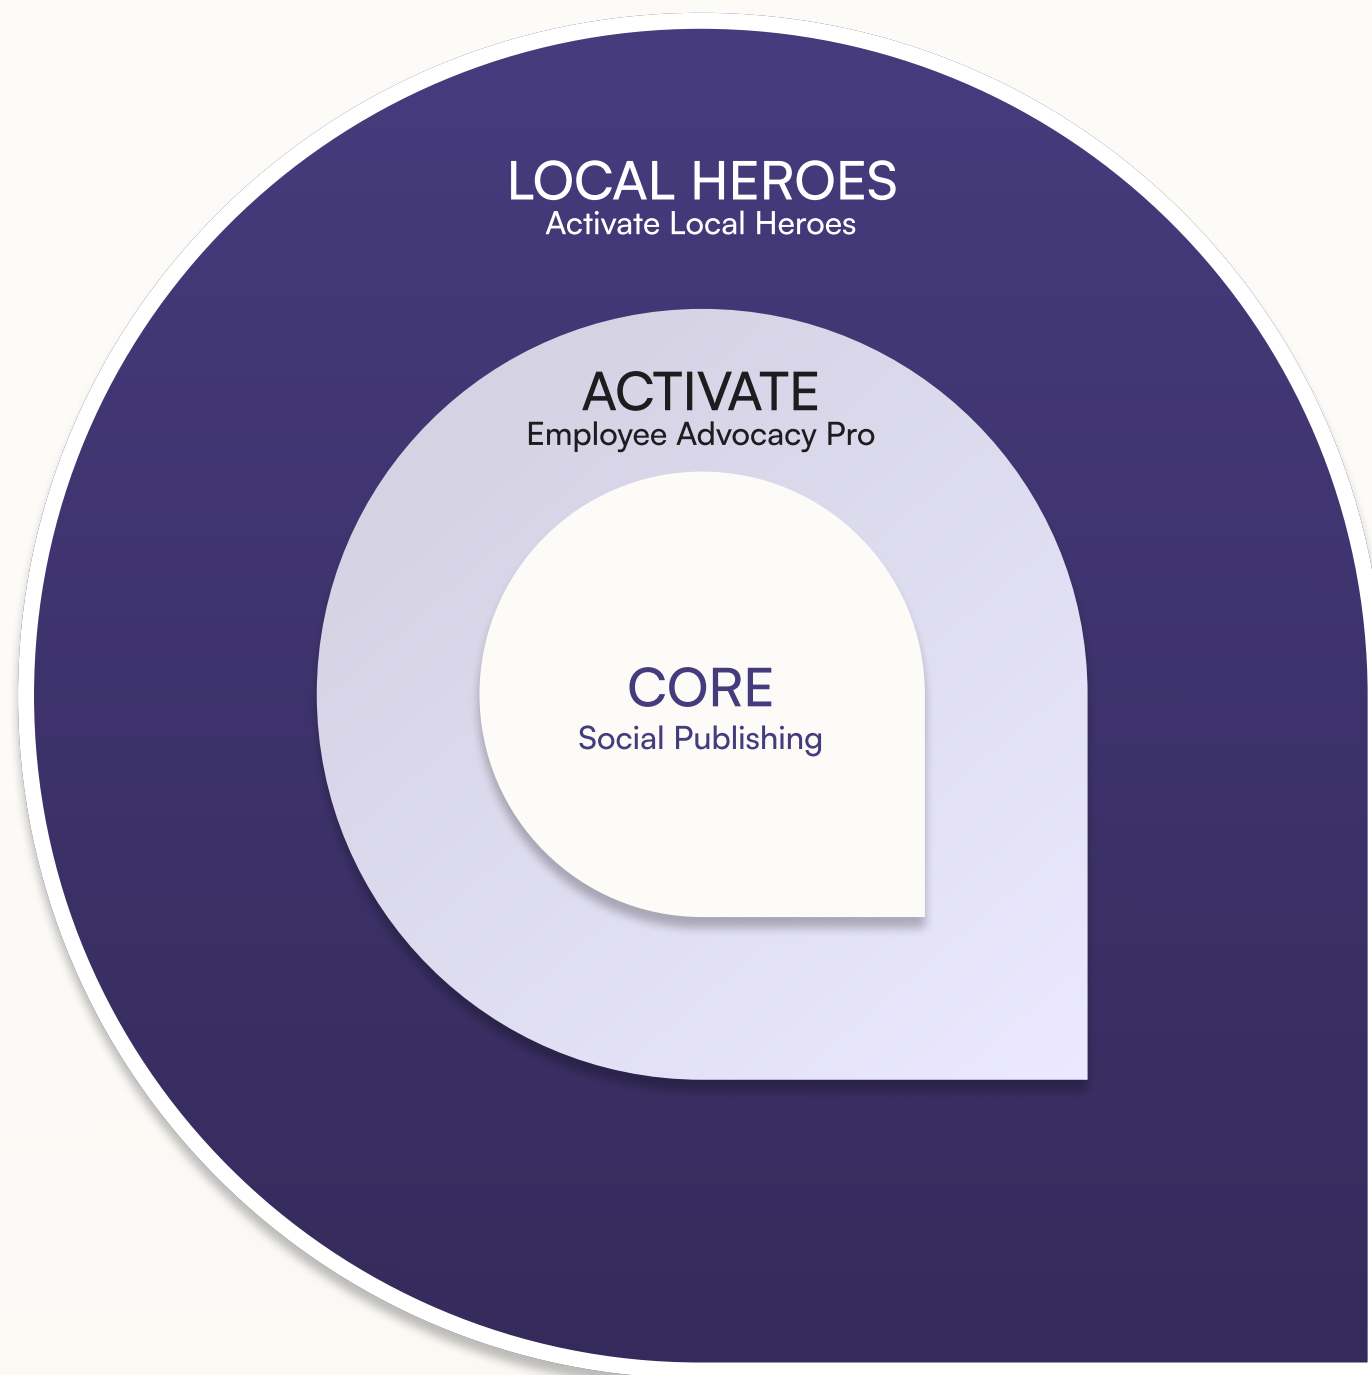 LOCAL HEROES
Activate Local Heroes
ACTIVATE
Employee Advocacy Pro
CORE
Social Publishing